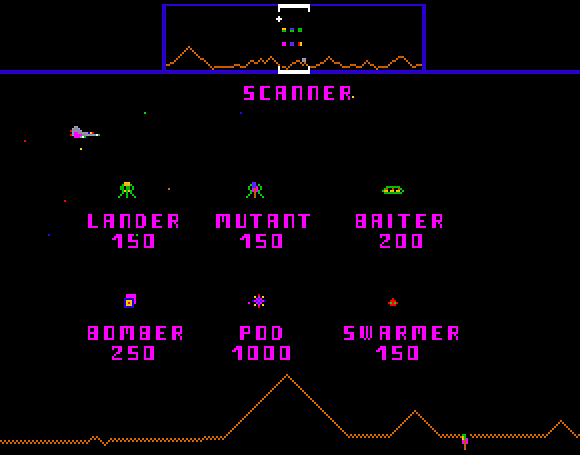 SCANNER
LANDER MUTANT BAITER
150 150 200
BOMBER POD SWARMER
250 1000 150